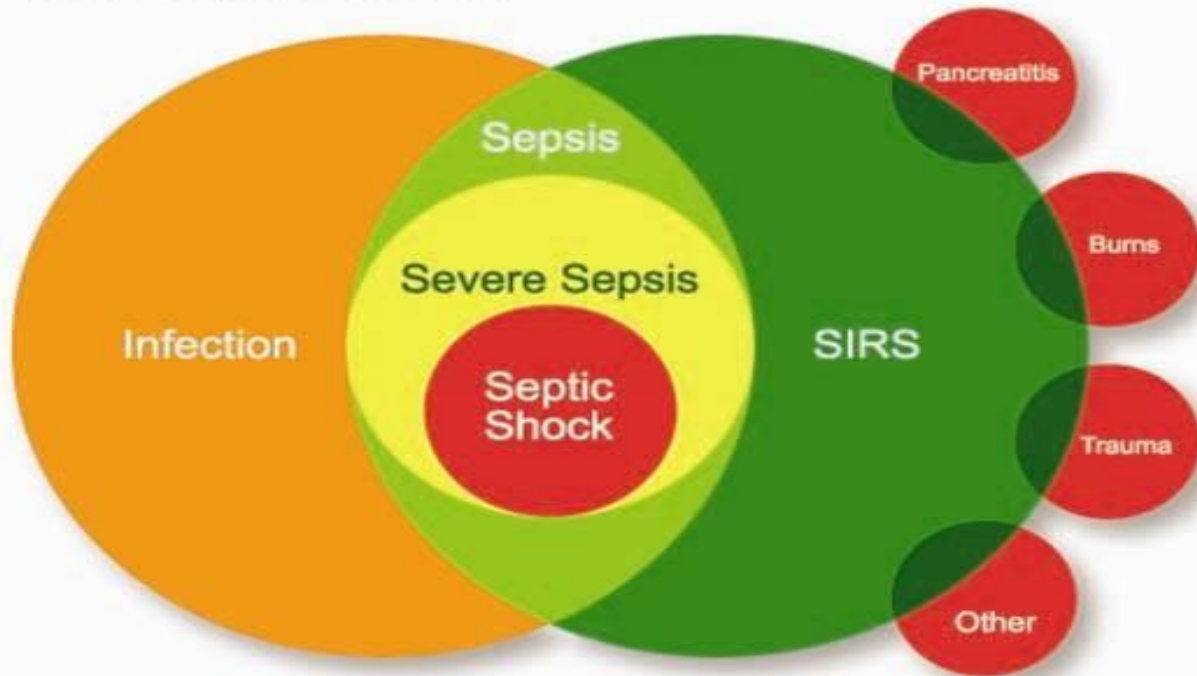 Pancreatitis
Sepsis
Burns
Severe Sepsis
Infection
SIRS
Septic
Shock
Trauma
Other